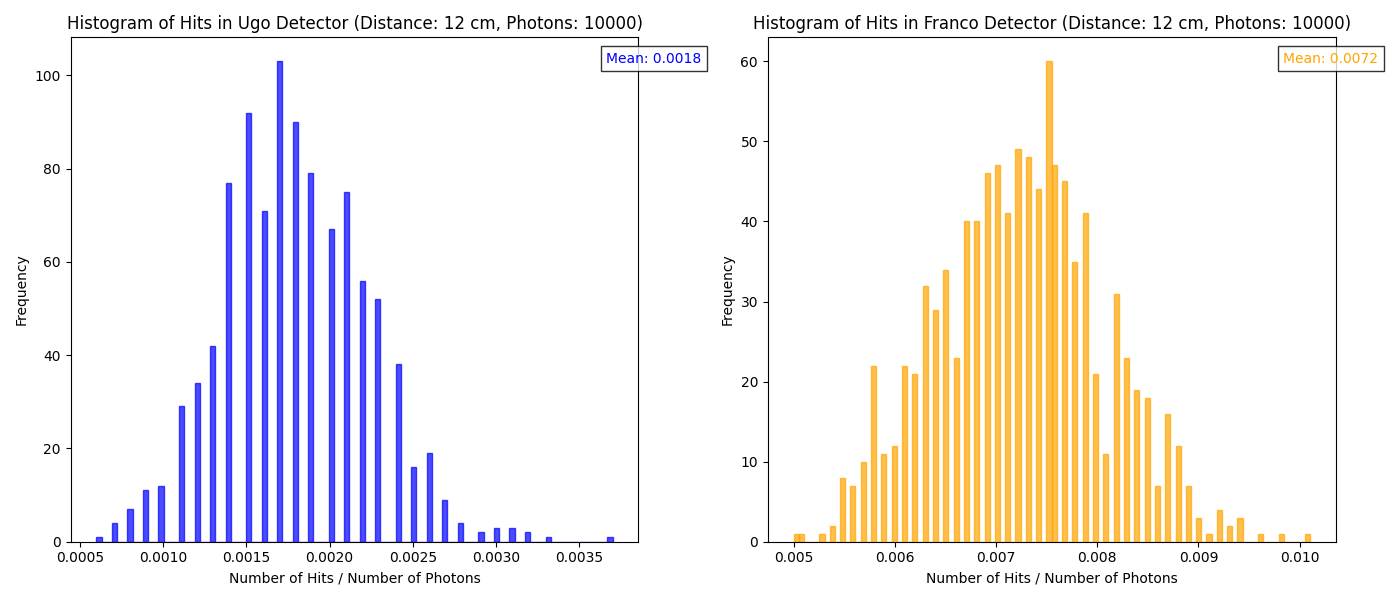 Histogram of Hits in Ugo Detector (Distance: 12 cm, Photons: 10000)
Mean: 0.0018
100
80
60
40
20
0
Frequency
0.0005 0.0010 0.0015 0.0020 0.0025 0.0030 0.0035
Number of Hits / Number of Photons
Histogram of Hits in Franco Detector (Distance: 12 cm, Photons: 10000)
Mean: 0.0072
60
50
40
30
20
10
0
Frequency
0.005 0.006 0.007 0.008 0.009 0.010
Number of Hits / Number of Photons